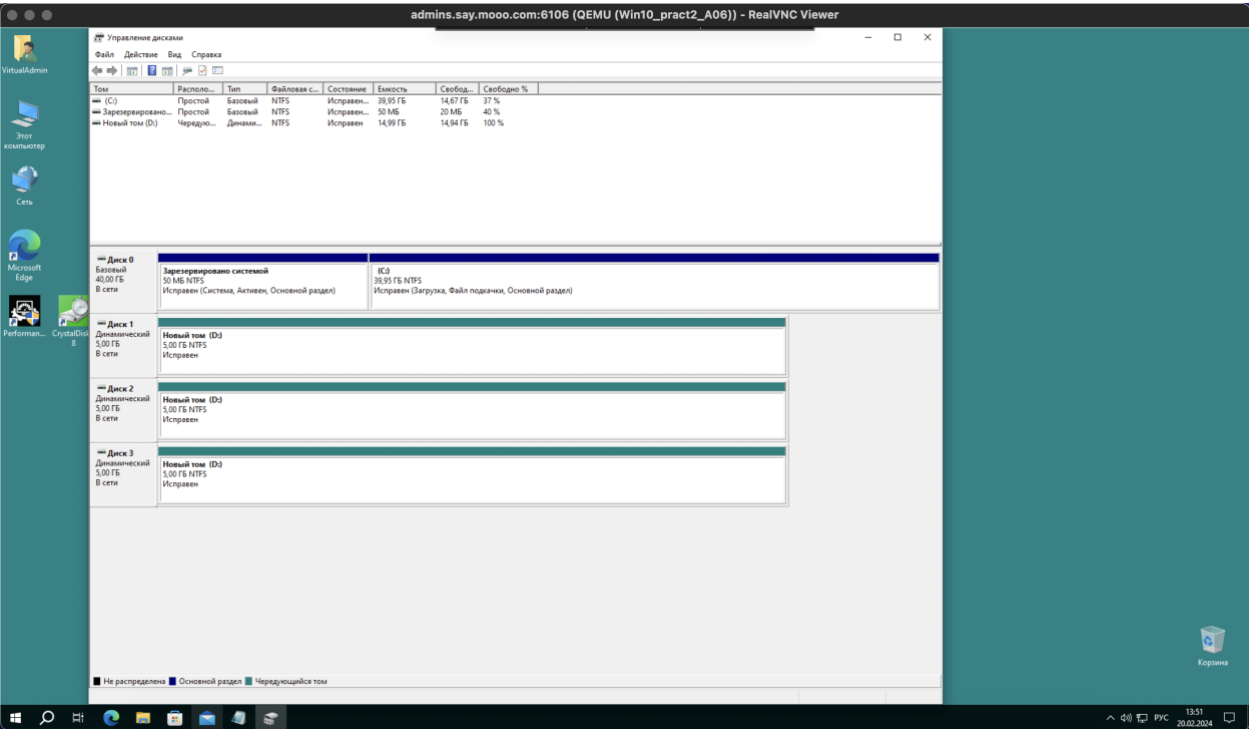 admins.say.mooo.com:6106 (QEMU (Win10_pract2_A06)) - RealVNC Viewer
VirtualAdmin
Этот
компьютер
Сеть
Microsoft
Edge
Performan...
CrystalDisk
8
Управление дисками
Файл Действие Вид Справка
Том Располо... Тип Файловая с... Состояние Емкость Свобод... Свободно %
(C:) Простой Базовый NTFS Исправен... 39,95 ГБ 14,67 ГБ 37 %
Зарезервировано... Простой Базовый NTFS Исправен... 50 МБ 20 МБ 40 %
Новый том (D:) Чередую... Динами... NTFS Исправен 14,99 ГБ 14,94 ГБ 100 %
Диск 0
Базовый
40,00 ГБ
В сети
Зарезервировано системой
50 МБ NTFS
Исправен (Система, Активен, Основной раздел)
(C:)
39,95 ГБ NTFS
Исправен (Загрузка, Файл подкачки, Основной раздел)
Диск 1
Динамический
5,00 ГБ
В сети
Новый том (D:)
5,00 ГБ NTFS
Исправен
Диск 2
Динамический
5,00 ГБ
В сети
Новый том (D:)
5,00 ГБ NTFS
Исправен
Диск 3
Динамический
5,00 ГБ
В сети
Новый том (D:)
5,00 ГБ NTFS
Исправен
Не распределена Основной раздел Чередующийся том
Корзина
РУС
13:51
20.02.2024